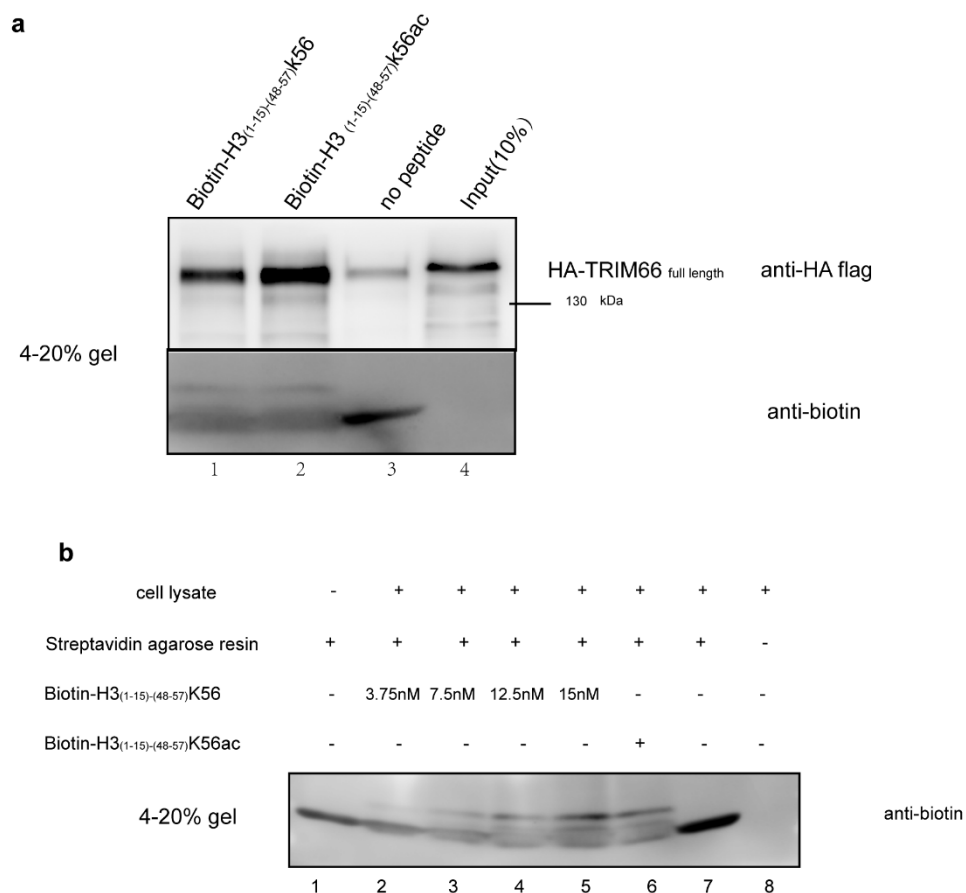 a
Biotin-H3(1-15)-(48-57)K56
Biotin-H3 (1-15)-(48-57)K56ac
no peptide
Input(10%)
HA-TRIM66 full length
anti-HA flag
130 kDa
4-20% gel
anti-biotin
1 2 3 4
b
cell lysate - + + + + + + +
Streptavidin agarose resin + + + + + + + -
Biotin-H3(1-15)-(48-57)K56 - 3.75nM 7.5nM 12.5nM 15nM - - -
Biotin-H3(1-15)-(48-57)K56ac - - - - - + - -
4-20% gel
anti-biotin
1 2 3 4 5 6 7 8